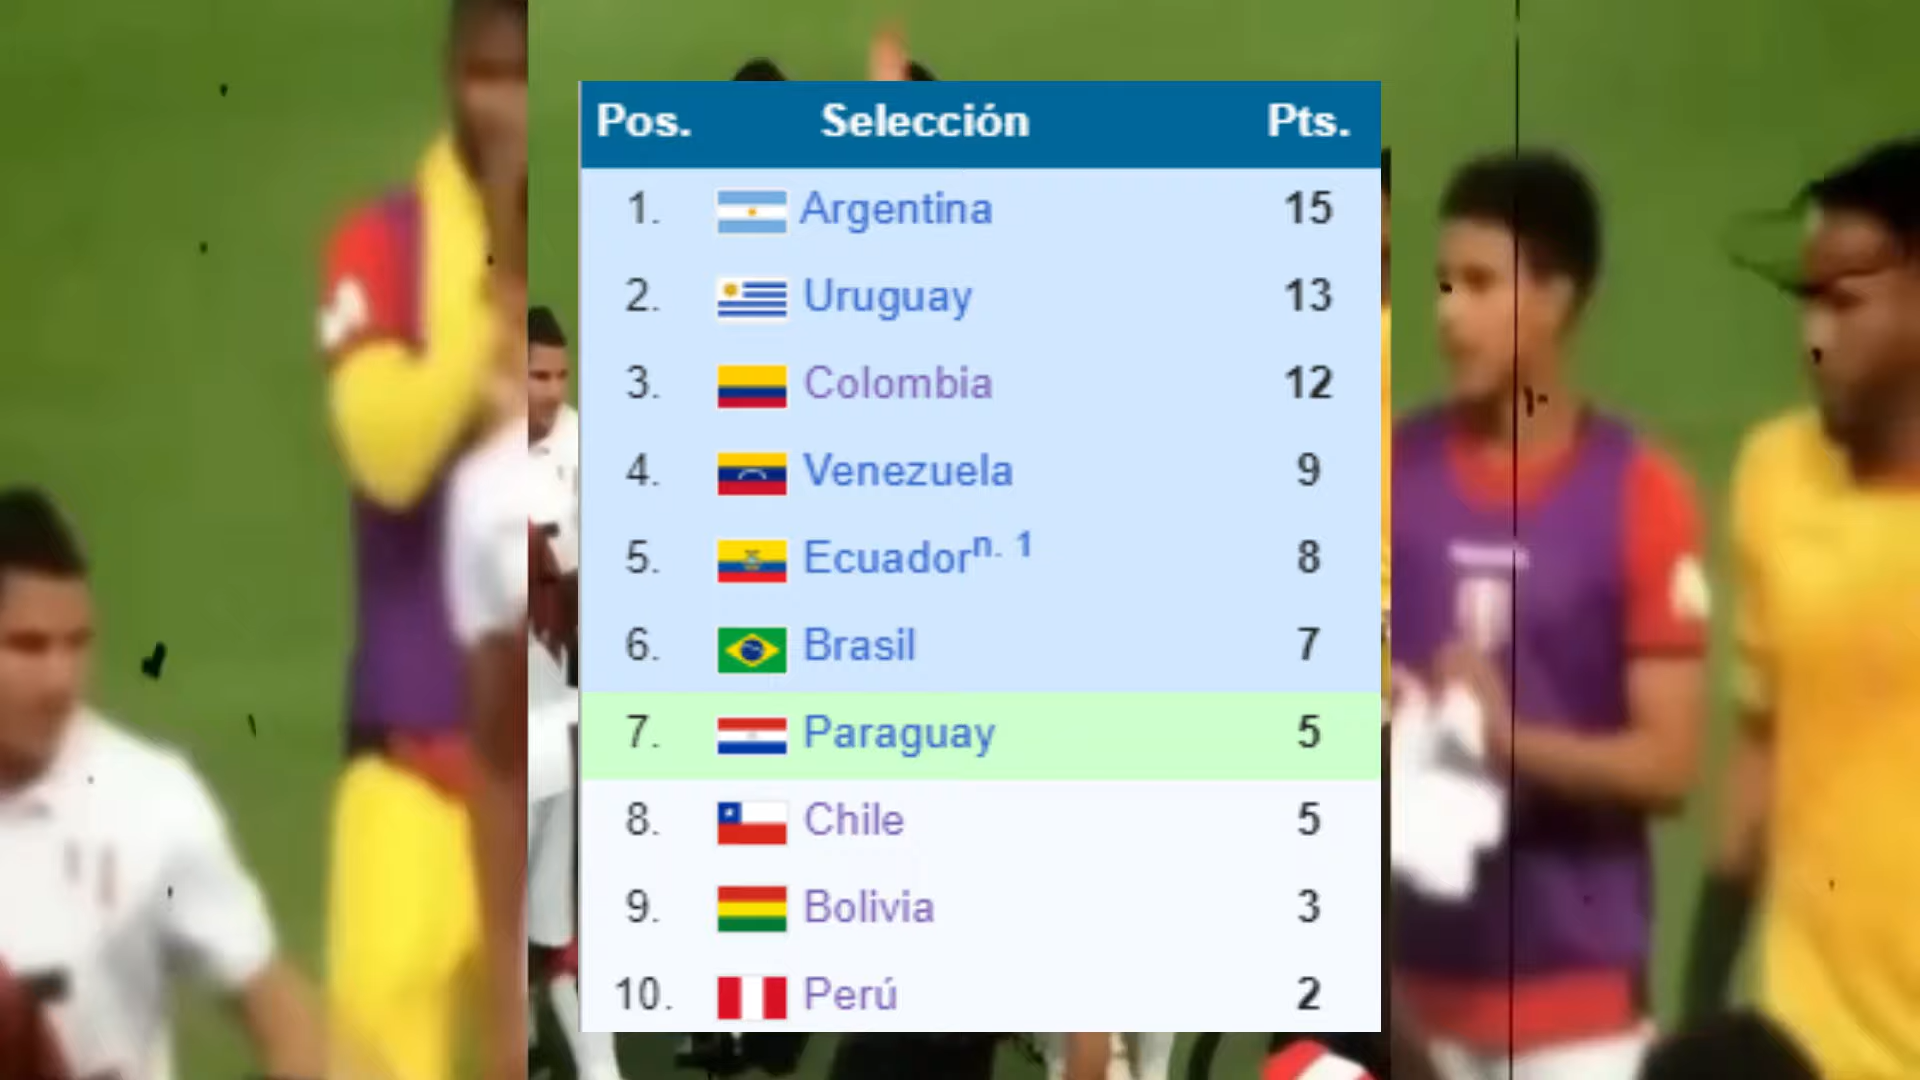 Pos. Selección Pts.
1. Argentina 15
2. Uruguay 13
3. Colombia 12
4. Venezuela 9
5. Ecuador n. 1 8
6. Brasil 7
7. Paraguay 5
8. Chile 5
9. Bolivia 3
10. Perú 2